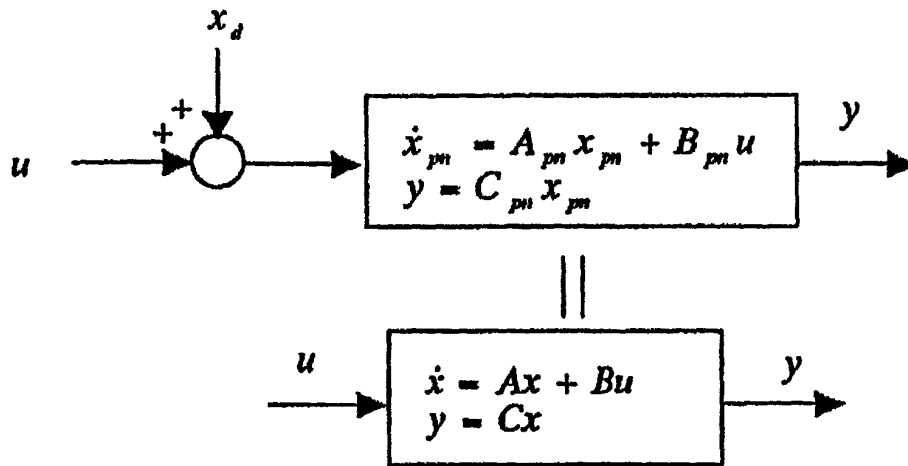 x_d
+
+
u
ẋ_pn = A_pn x_pn + B_pn u
y = C_pn x_pn
y
u
ẋ = Ax + Bu
y = Cx
y